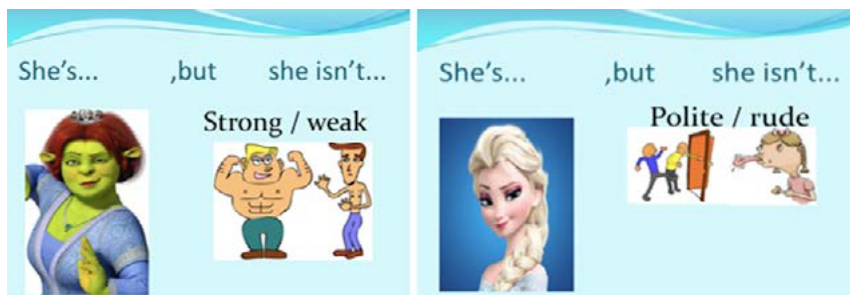 She's... ,but she isn't...
Strong / weak
She's... ,but she isn't...
Polite / rude